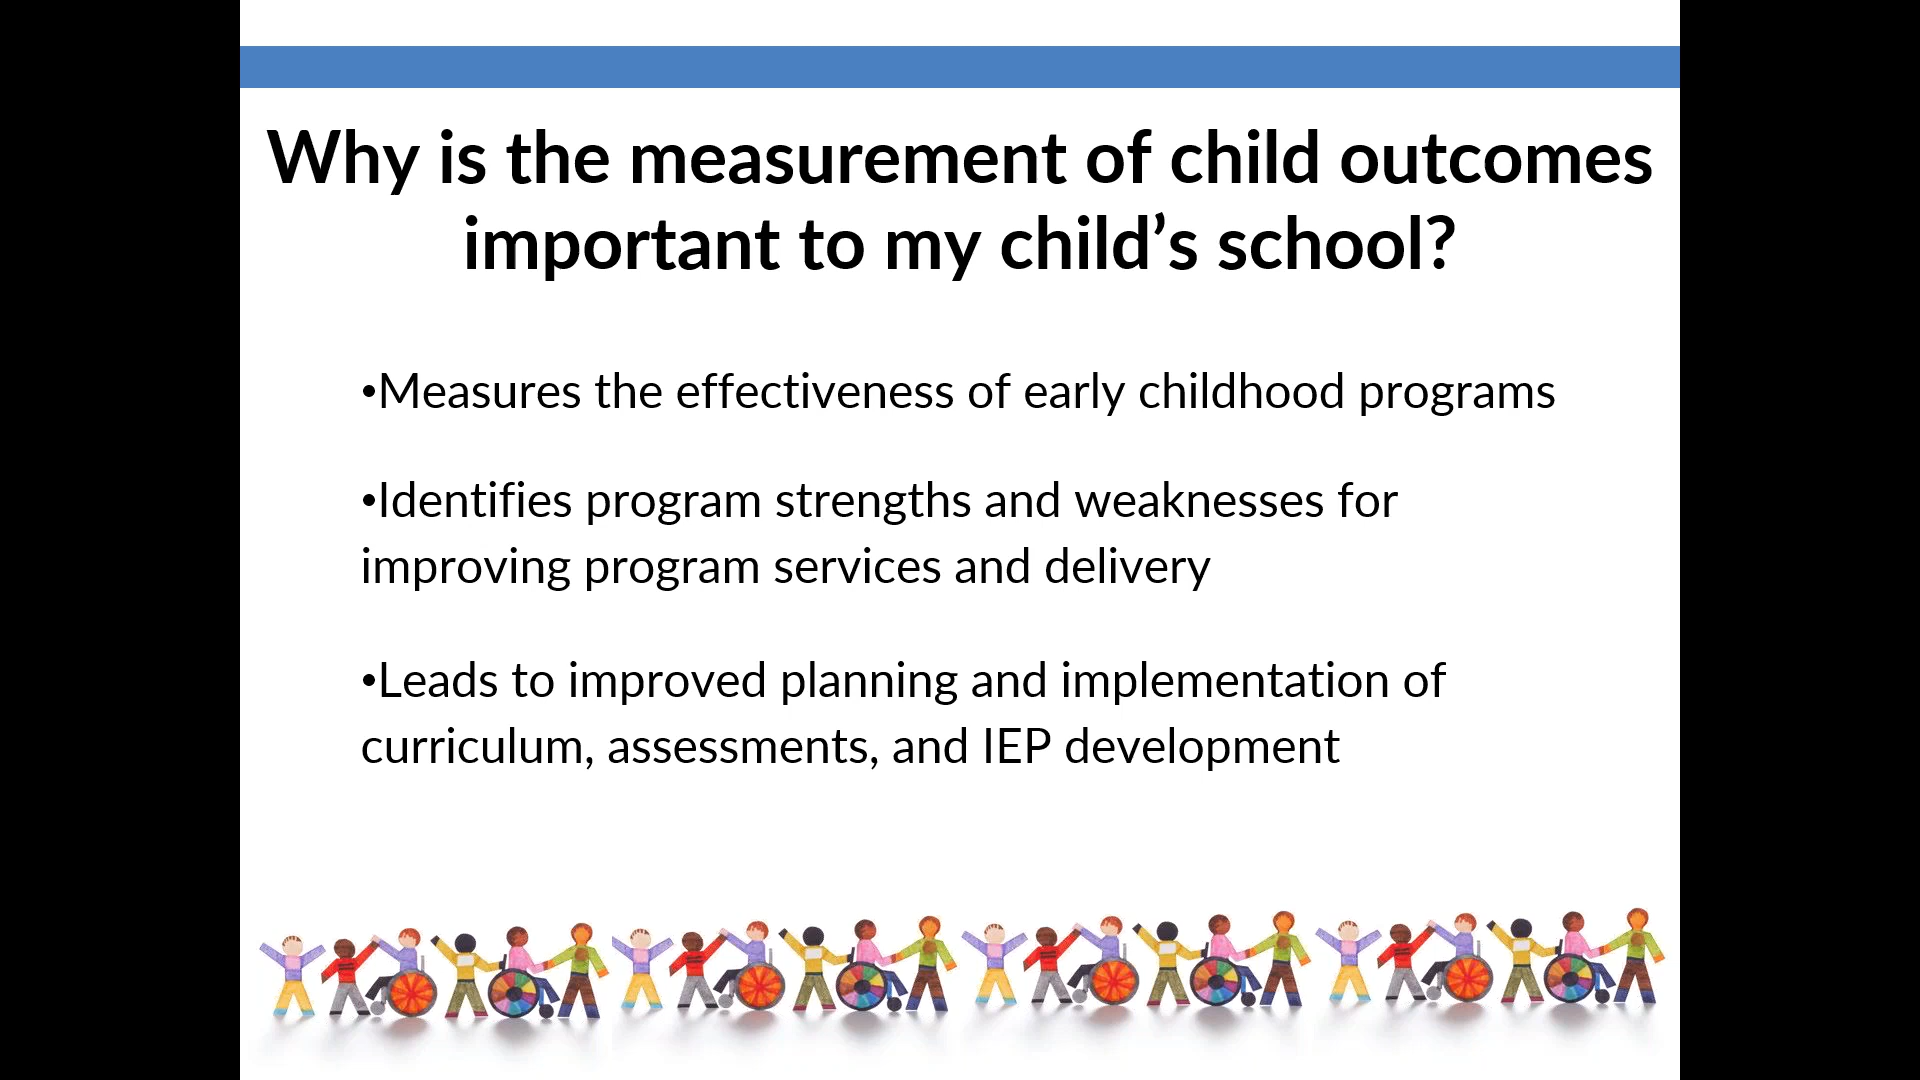 Why is the measurement of child outcomes
important to my child’s school?
•Measures the effectiveness of early childhood programs
•Identifies program strengths and weaknesses for
improving program services and delivery
•Leads to improved planning and implementation of
curriculum, assessments, and IEP development